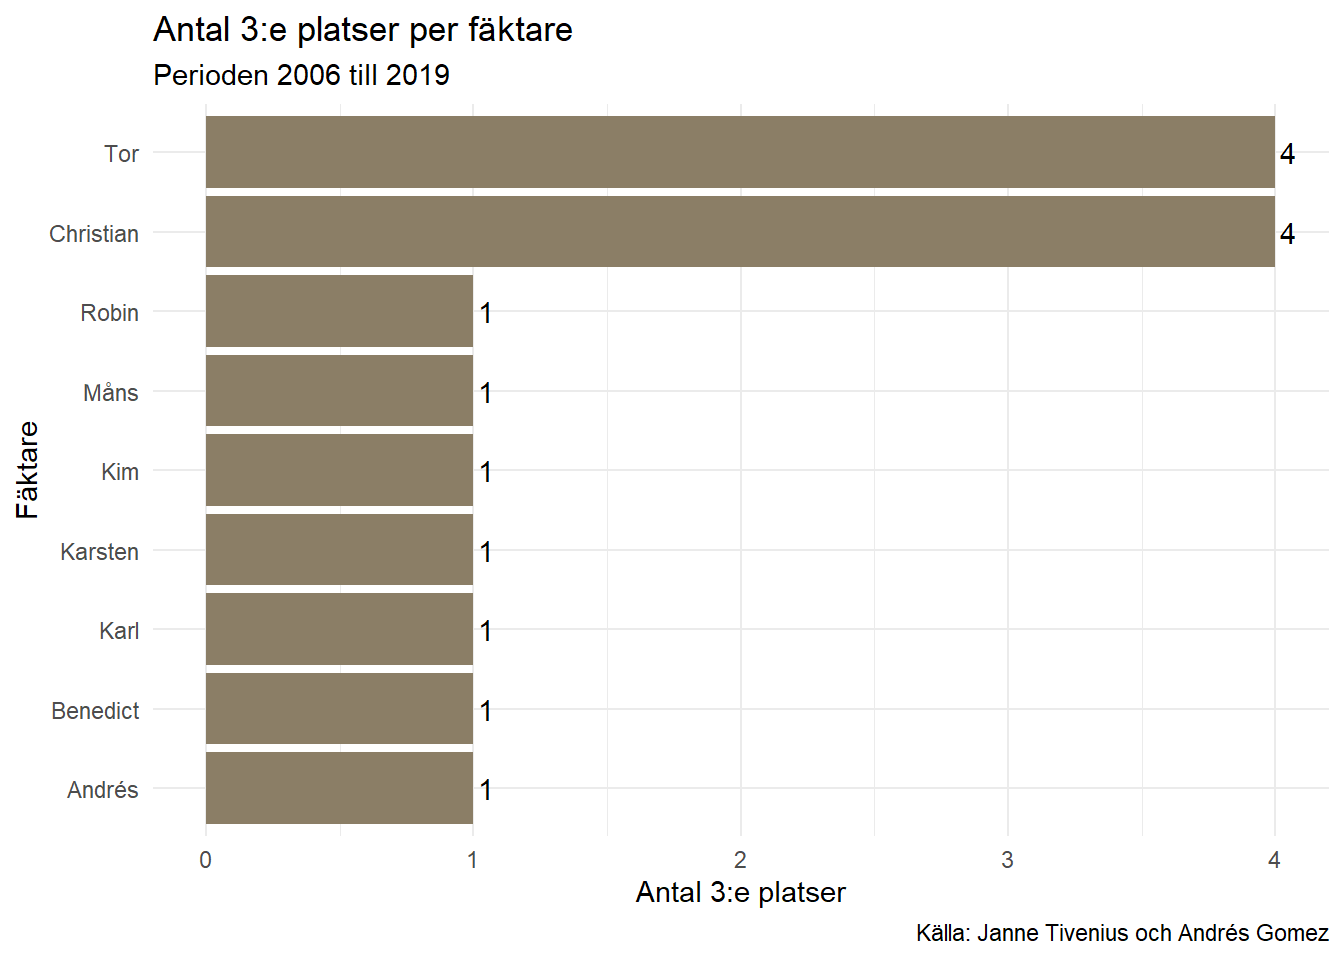 Antal 3:e platser per fäktare
Perioden 2006 till 2019
Fäktare
Tor
4
Christian
4
Robin
1
Måns
1
Kim
1
Karsten
1
Karl
1
Benedict
1
Andrés
1
0 1 2 3 4
Antal 3:e platser
Källa: Janne Tivenius och Andrés Gomez